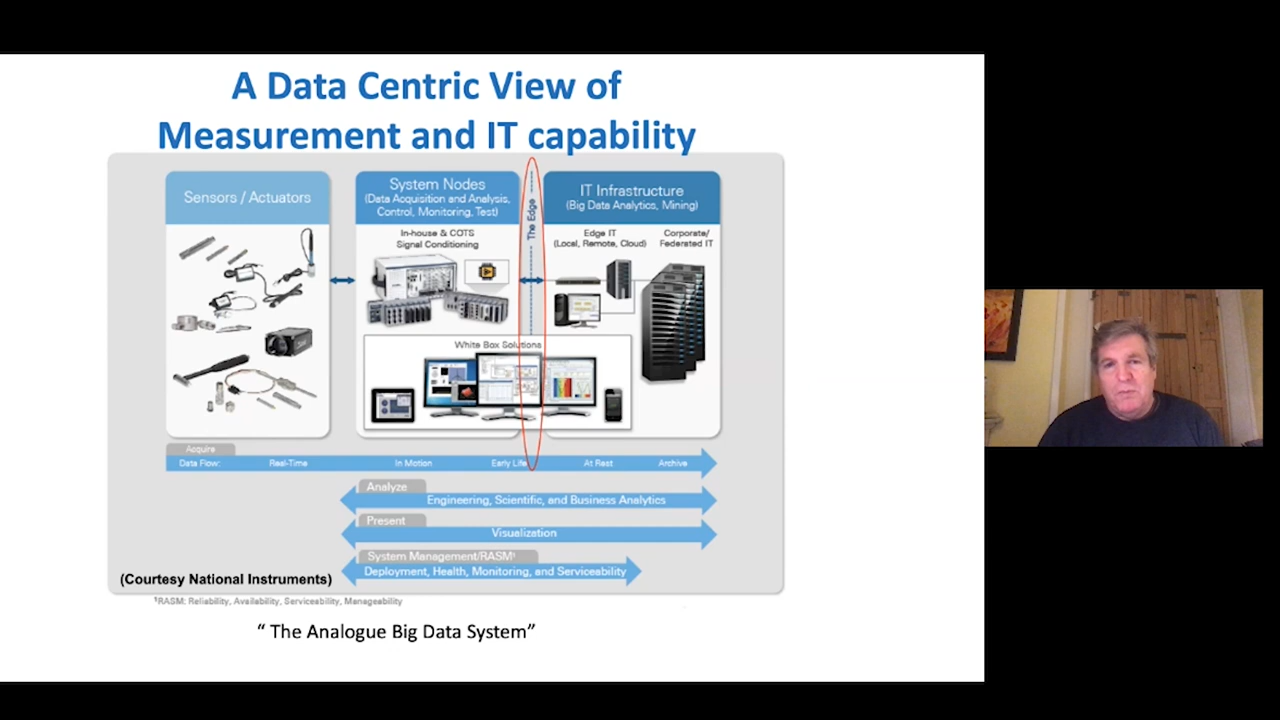 A Data Centric View of
Measurement and IT capability
Sensors / Actuators
System Nodes
(Data Acquisition and Analysis,
Control, Monitoring, Test)
The Edge
IT Infrastructure
(Big Data Analytics, Mining)
In-house & COTS
Signal Conditioning
Edge IT
(Local, Remote, Cloud)
Corporate/
Federated IT
White Box Solutions
Acquire
Data Flow:
Real-Time
In Motion
Early Life
At Rest
Archive
Analyze
Engineering, Scientific, and Business Analytics
Present
Visualization
System Management/RASM¹
Deployment, Health, Monitoring, and Serviceability
(Courtesy National Instruments)
¹RASM: Reliability, Availability, Serviceability, Manageability
“ The Analogue Big Data System”